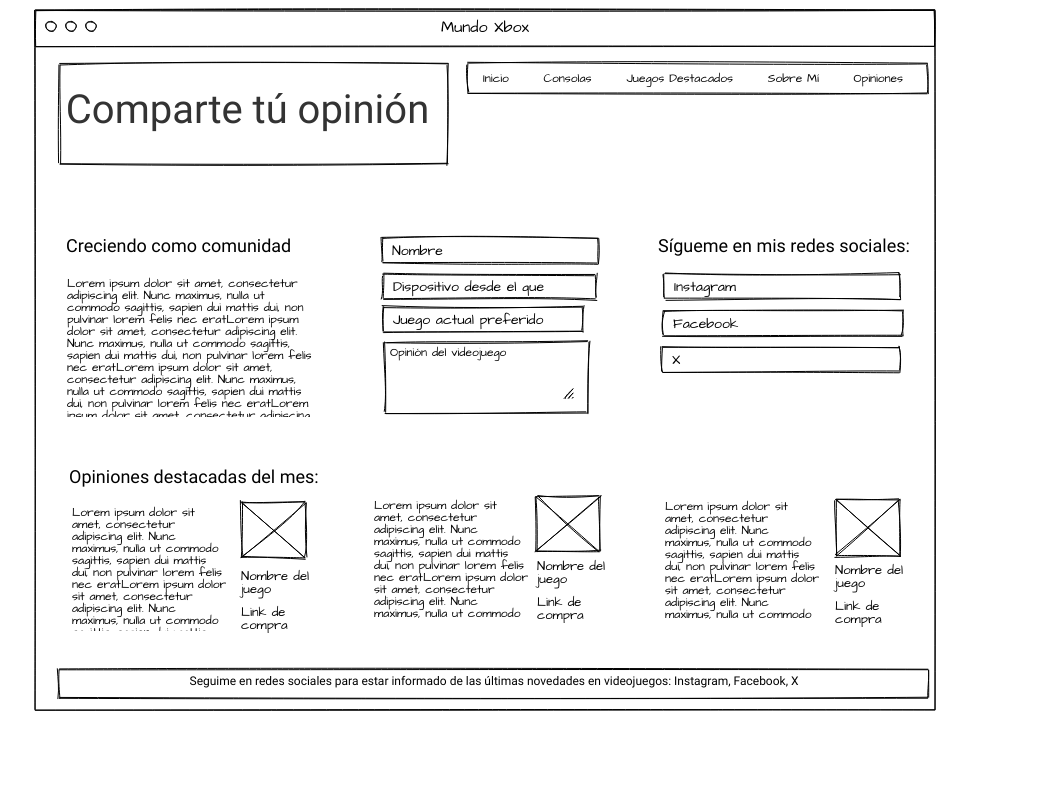 Mundo Xbox
Comparte tú opinión
Inicio Consolas Juegos Destacados Sobre Mi Opiniones
Creciendo como comunidad
Lorem ipsum dolor sit amet, consectetur
adipiscing elit. Nunc maximus, nulla ut
commodo sagittis, sapien dui mattis dui, non
pulvinar lorem felis nec eratLorem ipsum
dolor sit amet, consectetur adipiscing elit.
Nunc maximus, nulla ut commodo sagittis,
sapien dui mattis dui, non pulvinar lorem felis
nec eratLorem ipsum dolor sit amet,
consectetur adipiscing elit. Nunc maximus,
nulla ut commodo sagittis, sapien dui mattis
dui, non pulvinar lorem felis nec eratLorem
ipsum dolor sit amet, consectetur adipiscing
Nombre
Dispositivo desde el que
Juego actual preferido
Opinión del videojuego
Sígueme en mis redes sociales:
Instagram
Facebook
X
Opiniones destacadas del mes:
Lorem ipsum dolor sit
amet, consectetur
adipiscing elit. Nunc
maximus, nulla ut commodo
sagittis, sapien dui mattis
dui, non pulvinar lorem felis
nec eratLorem ipsum dolor
sit amet, consectetur
adipiscing elit. Nunc
maximus, nulla ut commodo
sagittis, sapien dui mattis
Nombre del
juego
Link de
compra
Lorem ipsum dolor sit
amet, consectetur
adipiscing elit. Nunc
maximus, nulla ut commodo
sagittis, sapien dui mattis
dui, non pulvinar lorem felis
nec eratLorem ipsum dolor
sit amet, consectetur
adipiscing elit. Nunc
maximus, nulla ut commodo
Nombre del
juego
Link de
compra
Lorem ipsum dolor sit
amet, consectetur
adipiscing elit. Nunc
maximus, nulla ut commodo
sagittis, sapien dui mattis
dui, non pulvinar lorem felis
nec eratLorem ipsum dolor
sit amet, consectetur
adipiscing elit. Nunc
maximus, nulla ut commodo
Nombre del
juego
Link de
compra
Seguime en redes sociales para estar informado de las últimas novedades en videojuegos: Instagram, Facebook, X